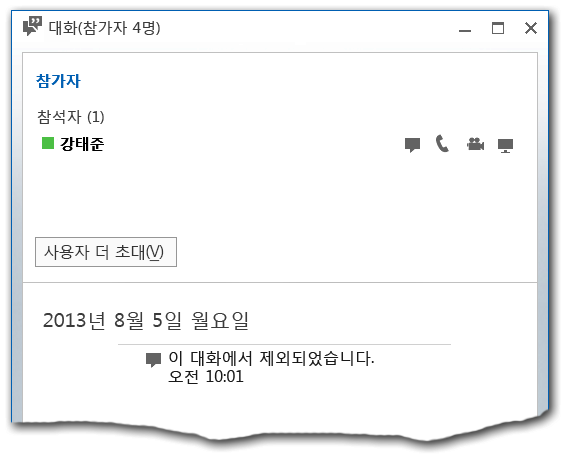 대화(참가자 4명)
참가자
참석자 (1)
강태준
사용자 더 초대(V)
2013년 8월 5일 월요일
이 대화에서 제외되었습니다.
오전 10:01